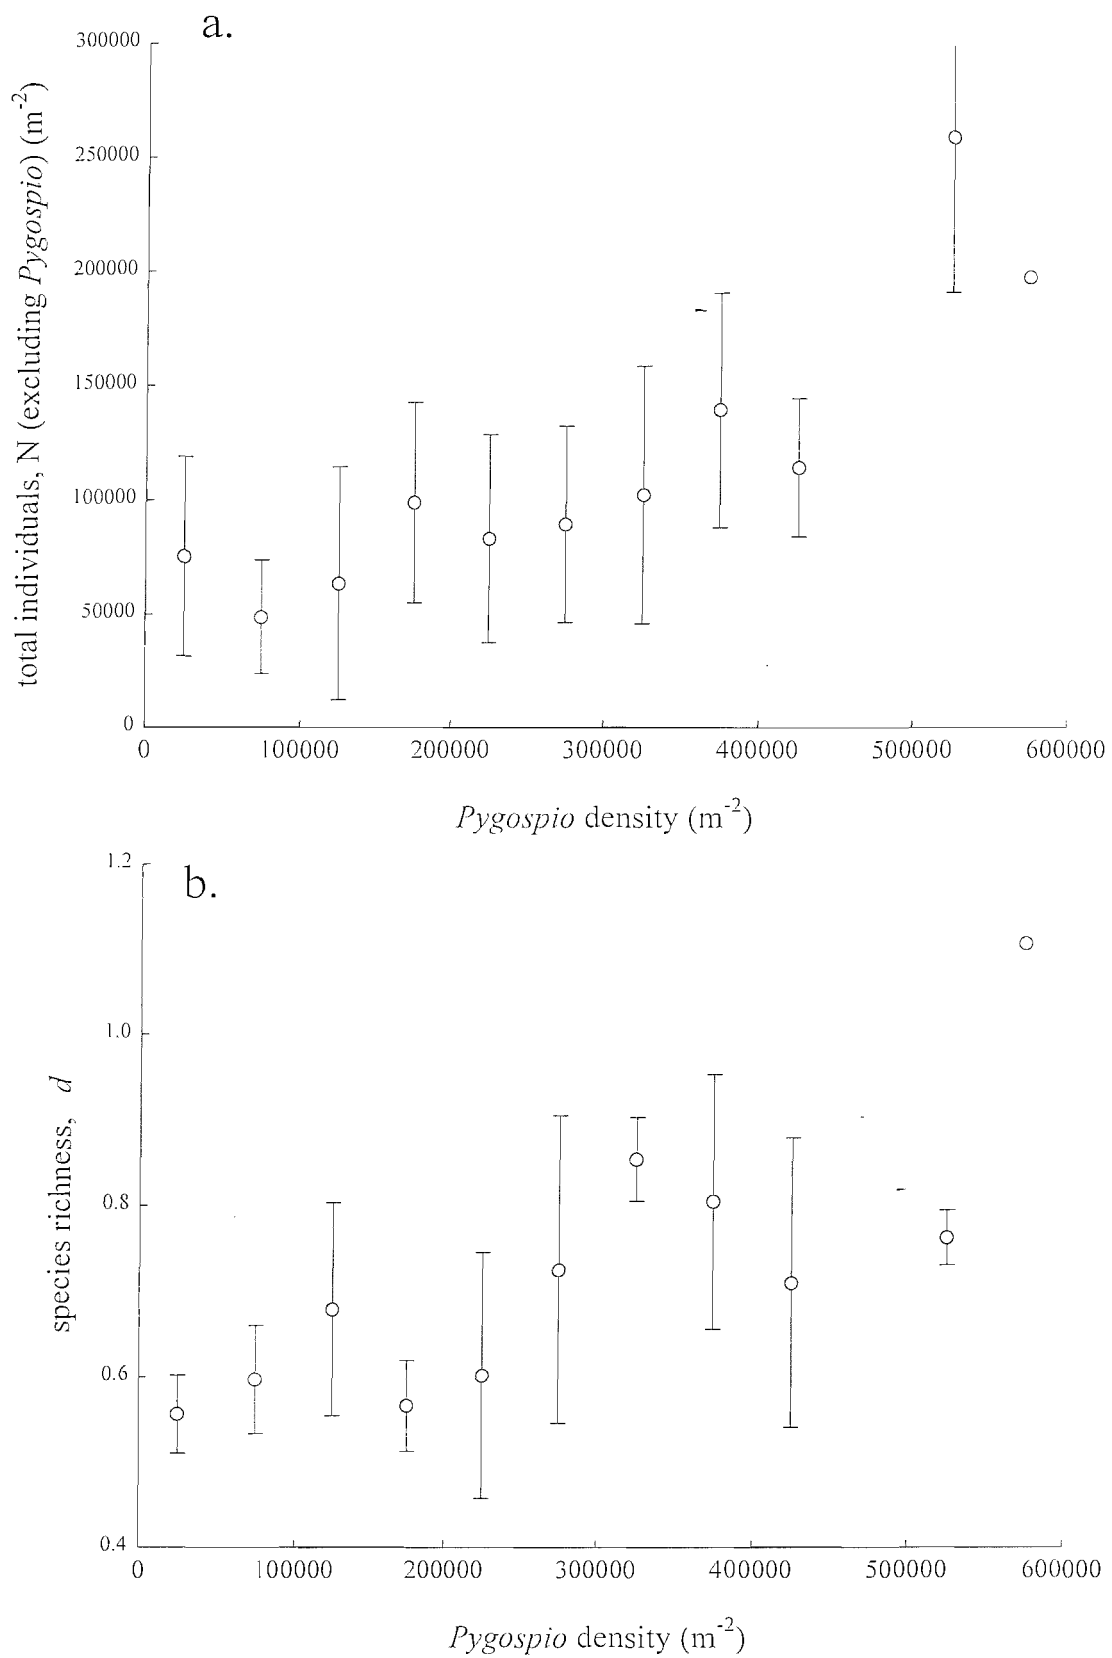 a.
300000
250000
200000
150000
100000
50000
0
total individuals, N (excluding Pygospio) (m⁻²)
0 100000 200000 300000 400000 500000 600000
Pygospio density (m⁻²)
b.
1.2
1.0
0.8
0.6
0.4
species richness, d
0 100000 200000 300000 400000 500000 600000
Pygospio density (m⁻²)